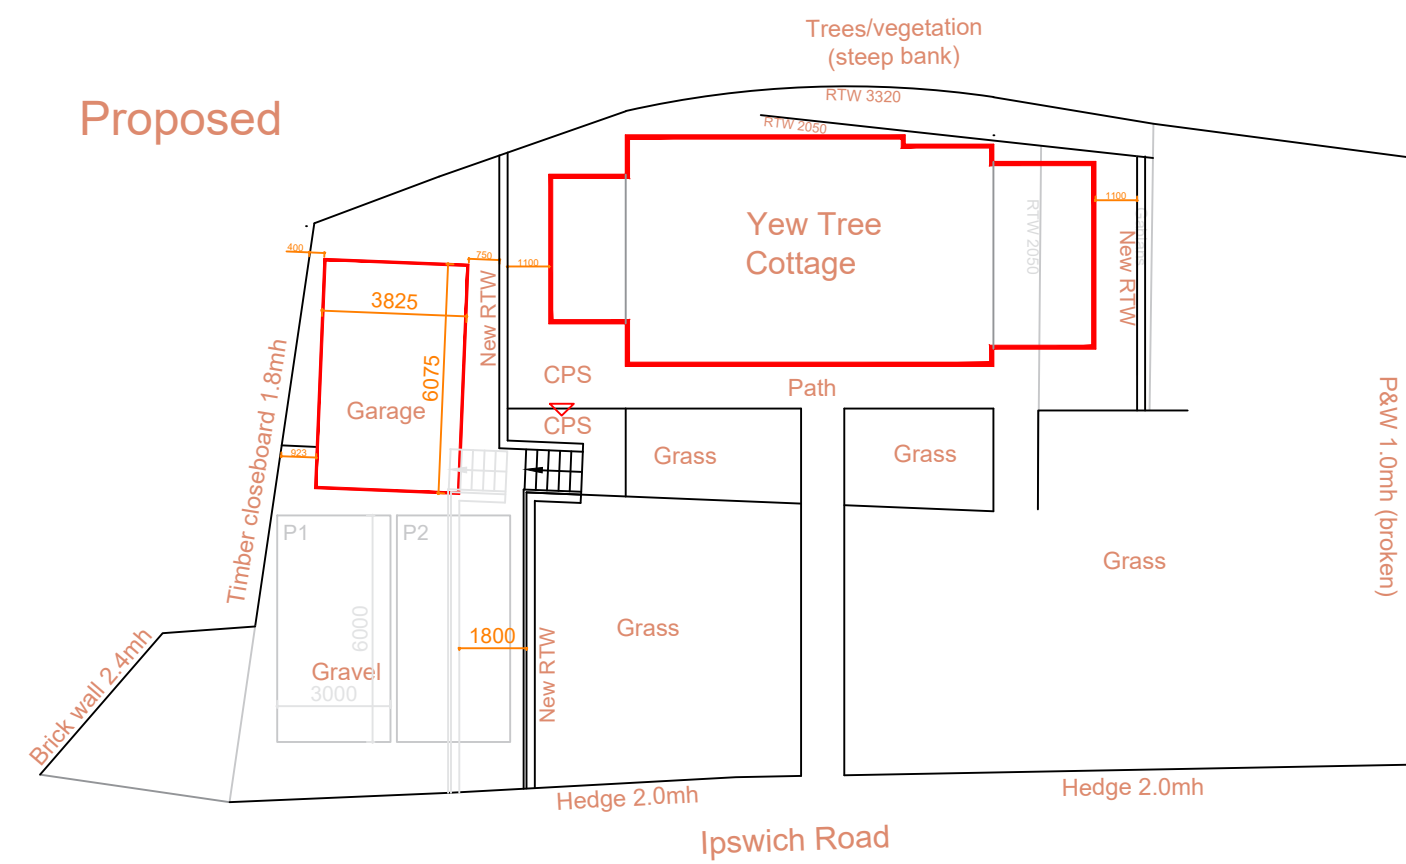 Trees/vegetation
(steep bank)
Proposed
RTW 3320
RTW 2050
Yew Tree
Cottage
1100
New RTW
RTW 2050
400
750
1100
3825
6075
New RTW
Garage
Timber closeboard 1.8mh
923
CPS
CPS
Path
Grass
Grass
P&W 1.0mh (broken)
P1
P2
6000
3000
Gravel
1800
New RTW
Grass
Grass
Brick wall 2.4mh
Hedge 2.0mh
Hedge 2.0mh
Ipswich Road